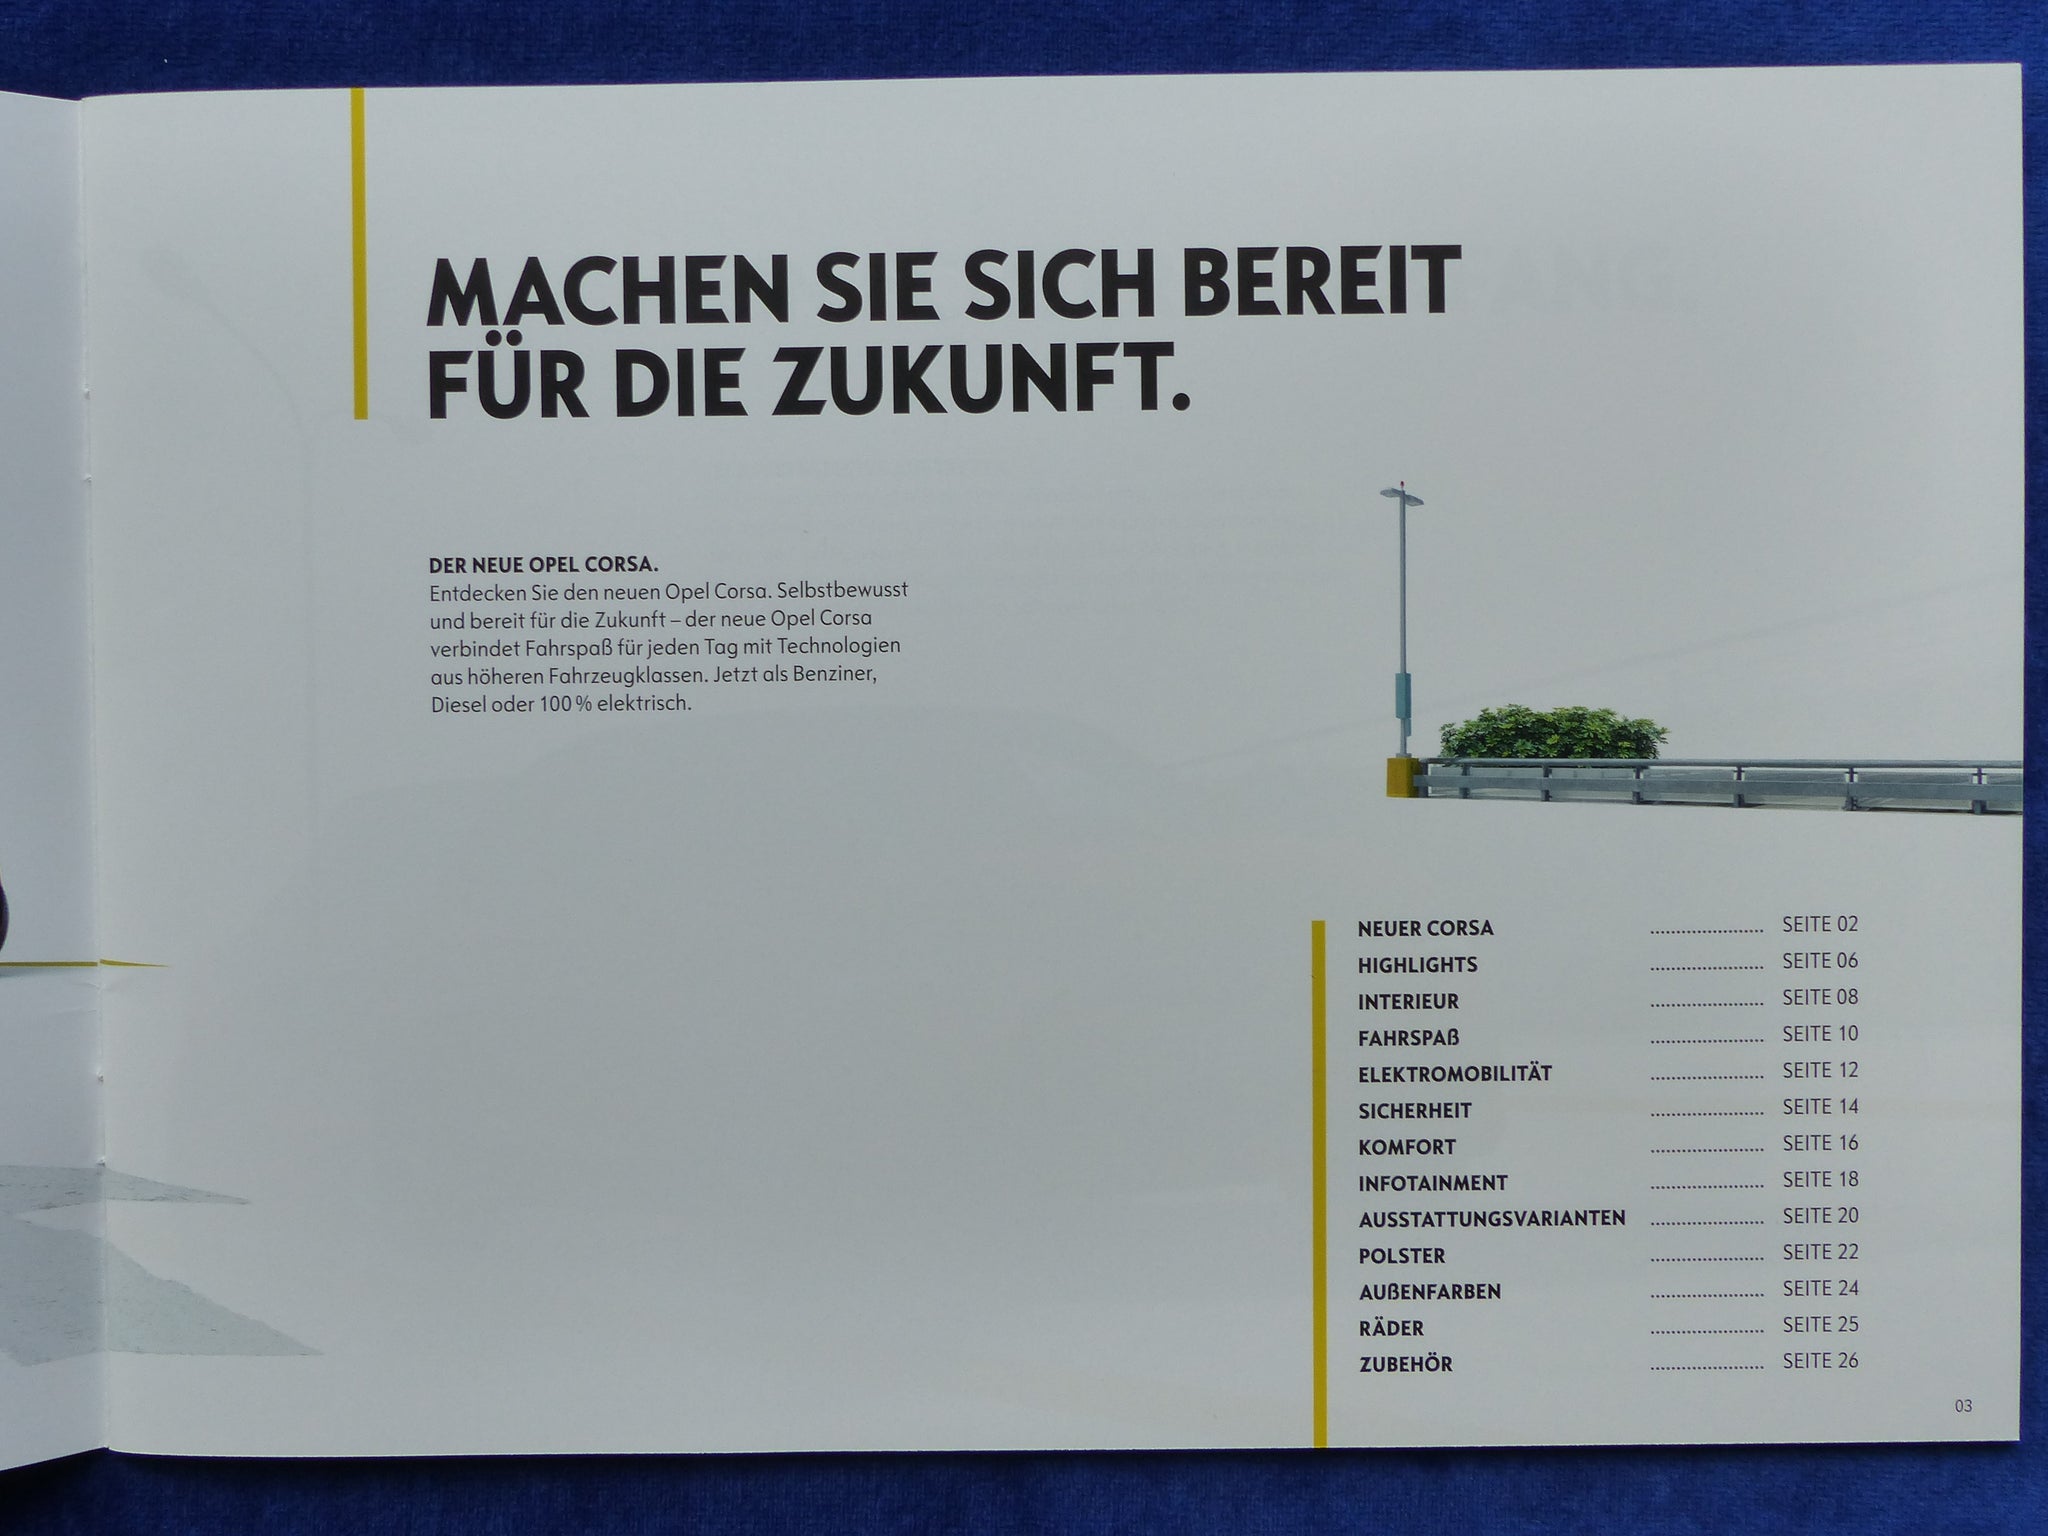 MACHEN SIE SICH BEREIT
FÜR DIE ZUKUNFT.
DER NEUE OPEL CORSA.
Entdecken Sie den neuen Opel Corsa. Selbstbewusst
und bereit für die Zukunft – der neue Opel Corsa
verbindet Fahrspaß für jeden Tag mit Technologien
aus höheren Fahrzeugklassen. Jetzt als Benziner,
Diesel oder 100 % elektrisch.
NEUER CORSA ....................... SEITE 02
HIGHLIGHTS ....................... SEITE 06
INTERIEUR ....................... SEITE 08
FAHRSPAß ....................... SEITE 10
ELEKTROMOBILITÄT ....................... SEITE 12
SICHERHEIT ....................... SEITE 14
KOMFORT ....................... SEITE 16
INFOTAINMENT ....................... SEITE 18
AUSSTATTUNGSVARIANTEN ....................... SEITE 20
POLSTER ....................... SEITE 22
AUßENFARBEN ....................... SEITE 24
RÄDER ....................... SEITE 25
ZUBEHÖR ....................... SEITE 26
03